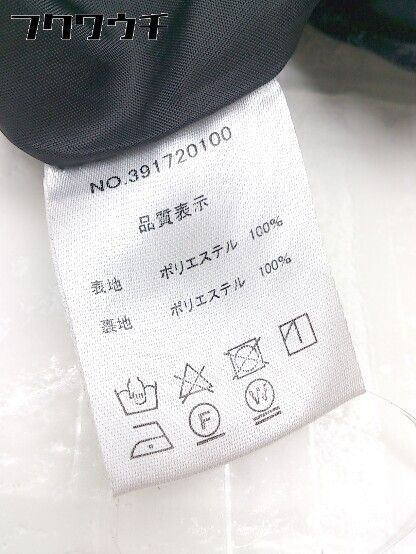 フクワウチ
NO.391720100
品質表示
表地 ポリエステル 100%
裏地 ポリエステル 100%
F W